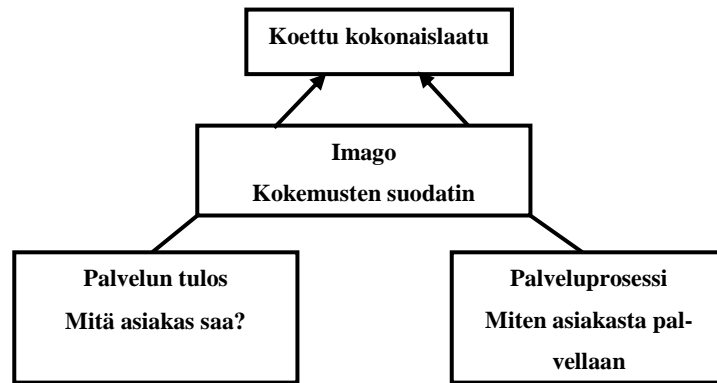 Koettu kokonaislaatu
Imago
Kokemusten suodatin
Palvelun tulos
Mitä asiakas saa?
Palveluprosessi
Miten asiakasta pal-
vellaan